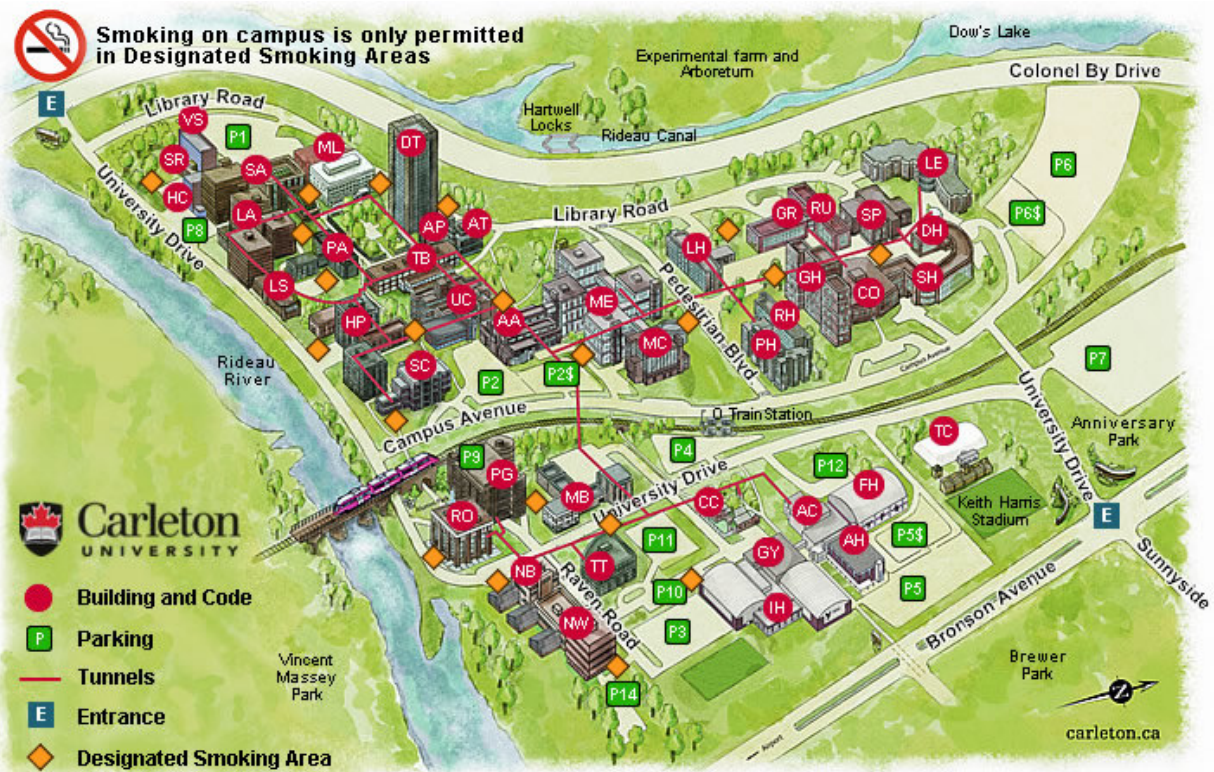 Smoking on campus is only permitted
in Designated Smoking Areas
Dow's Lake
Experimental farm and
Arboretum
Colonel By Drive
E
Library Road
Hartwell
Locks
Rideau Canal
VS
P1
ML
DT
SR
SA
LE
P6
HC
University Drive
LA
AP
AT
Library Road
GR
RU
SP
P6$
P8
PA
TB
LH
DH
LS
UC
ME
Pedestrian Blvd
GH
CO
SH
HP
AA
RH
MC
PH
Rideau
River
SC
P2
P2$
Campus Avenue
P7
Campus Avenue
O Train Station
University Drive
Anniversary
Park
TC
P9
P4
P12
PG
MB
University Drive
FH
Carleton
UNIVERSITY
RO
CC
AC
Keith Harris
Stadium
E
AH
P5$
Sunnyside
NB
TT
P11
GY
P5
Raven Road
P10
IH
Bronson Avenue
NW
P3
P14
Building and Code
P
Parking
Tunnels
E
Entrance
Designated Smoking Area
Vincent
Massey
Park
Brewer
Park
Airport
Z
carleton.ca